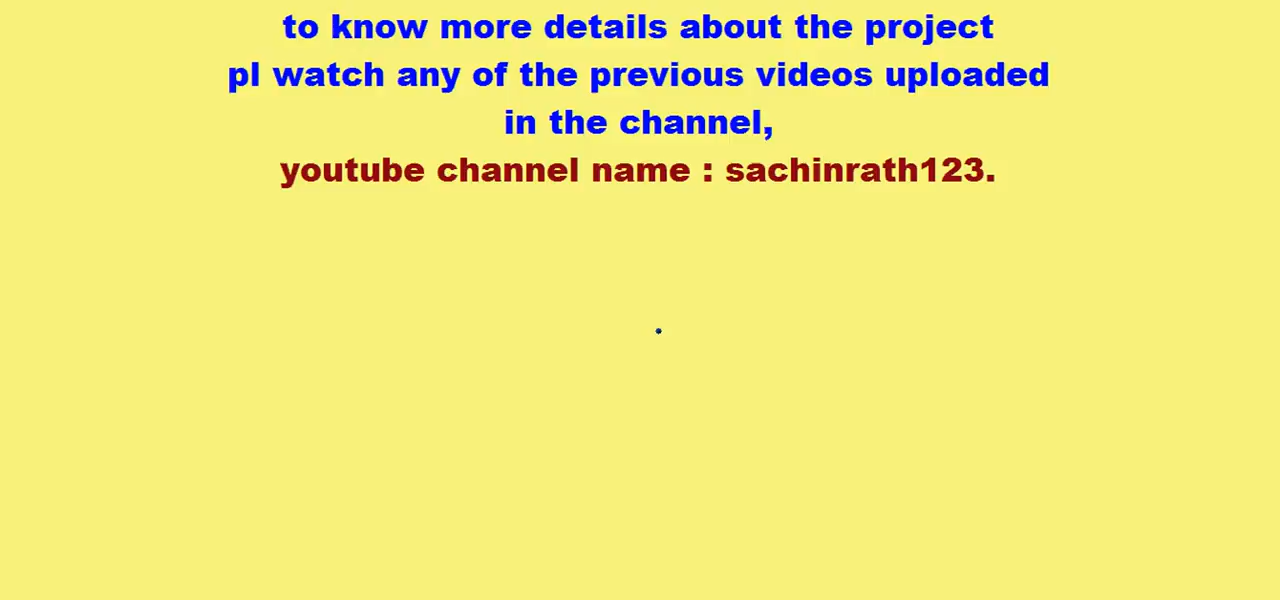 to know more details about the project
pl watch any of the previous videos uploaded
in the channel,
youtube channel name : sachinrath123.